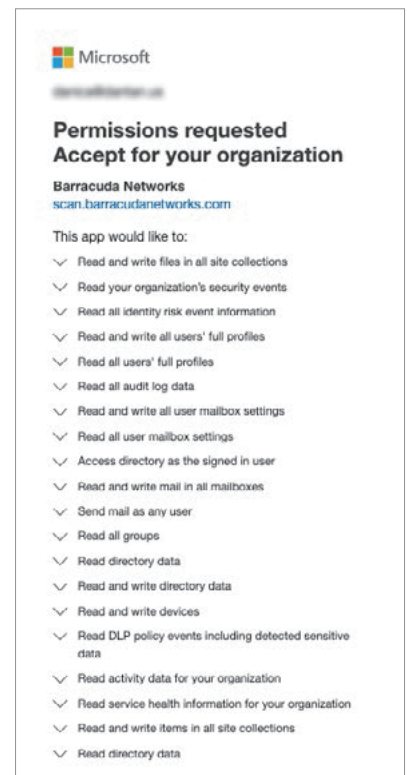 Microsoft
Permissions requested
Accept for your organization
Barracuda Networks
scan.barracudanetworks.com
This app would like to:
Read and write files in all site collections
Read your organization's security events
Read all identity risk event information
Read and write all users' full profiles
Read all users' full profiles
Read all audit log data
Read and write all user mailbox settings
Read all user mailbox settings
Access directory as the signed in user
Read and write mail in all mailboxes
Send mail as any user
Read all groups
Read directory data
Read and write directory data
Read and write devices
Read DLP policy events including detected sensitive
data
Read activity data for your organization
Read service health information for your organization
Read and write items in all site collections
Read directory data